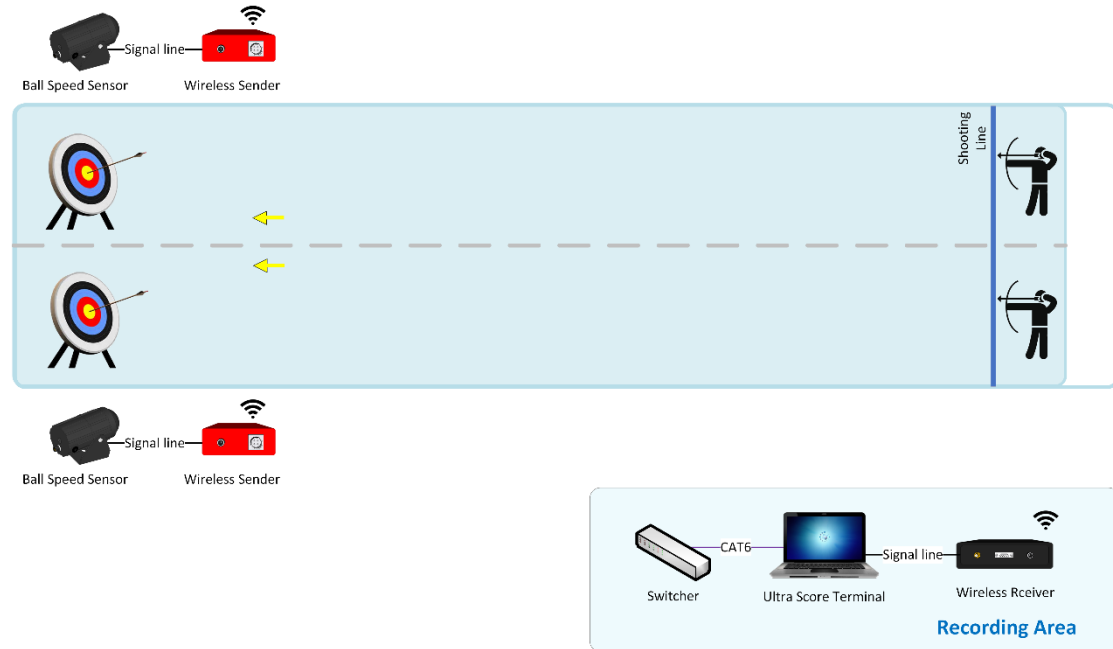 Signal line
Ball Speed Sensor
Wireless Sender
Shooting
Line
Signal line
Ball Speed Sensor
Wireless Sender
CAT6
Signal line
Switcher
Ultra Score Terminal
Wireless Rceiver
Recording Area